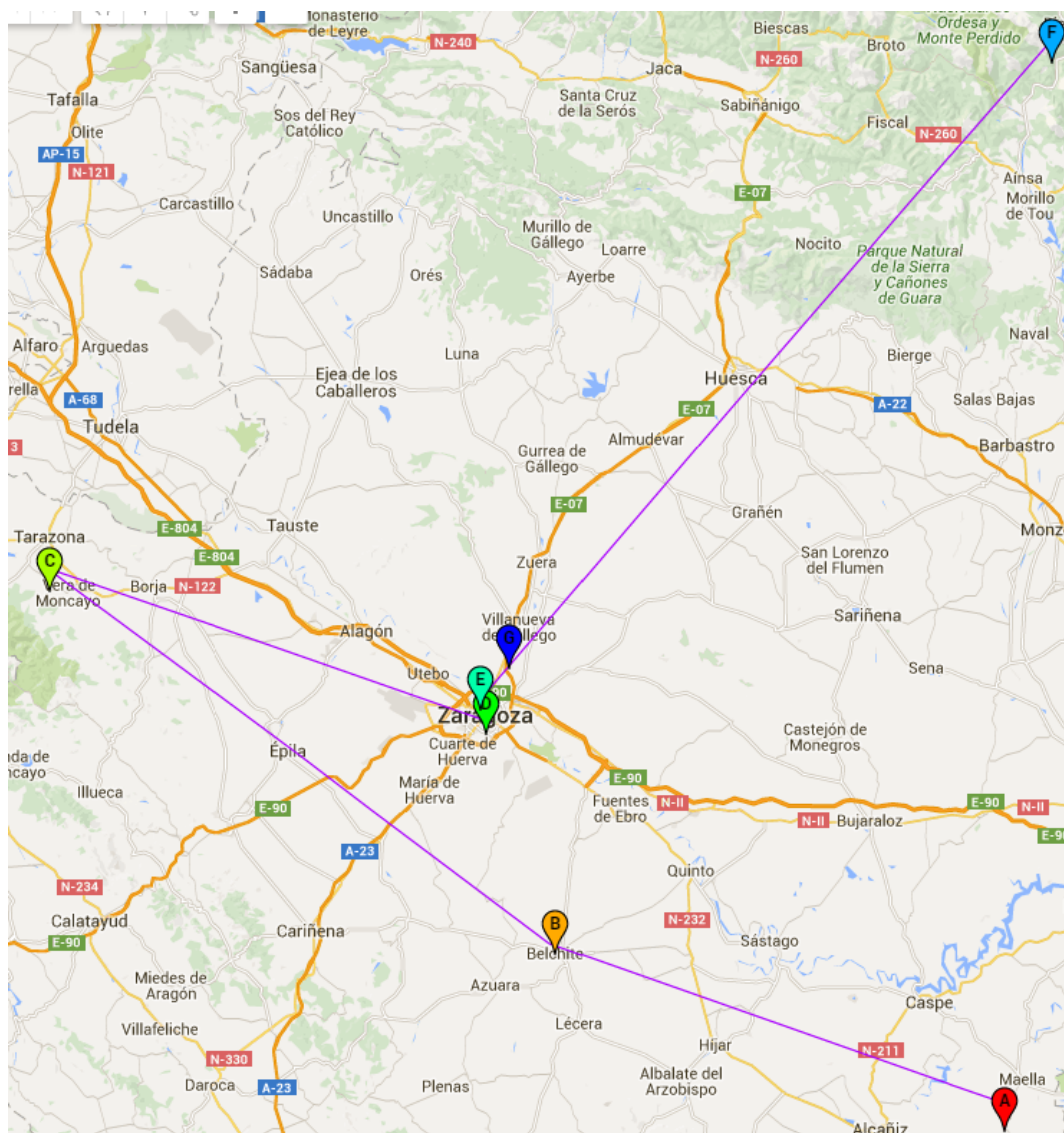 Monasterio
de Leyre
N-240
Biescas
Ordesa y
Monte Perdido
F
Broto
N-260
Sangüesa
Jaca
Tafalla
Santa Cruz
de la Serós
Sabiñánigo
Sos del Rey
Católico
Fiscal
Olite
N-260
AP-15
N-121
Aínsa
E-07
Morillo
de Tou
Carcastillo
Uncastillo
Murillo de
Gállego
Loarre
Nocito
Parque Natural
de la Sierra
y Cañones
de Guara
Sádaba
Orés
Ayerbe
Alfaro
Arguedas
Naval
Luna
Bierge
Ejea de los
Caballeros
Huesca
A-68
E-07
A-22
Salas Bajas
Tudela
Almudévar
Barbastro
3
Gurrea de
Gállego
E-07
Grañén
E-804
Tauste
Tarazona
E-804
San Lorenzo
del Flumen
C
Zuera
Vera de
Moncayo
Borja
N-122
Sariñena
Villanueva
de Gállego
Alagón
G
Sena
Utebo
E
D
Zaragoza
Castejón de
Monegros
Cuarte de
Huerva
Épila
María de
Huerva
E-90
Illueca
E-90
Fuentes
de Ebro
N-II
E-90
N-II
N-II
Bujaraloz
A-23
Quinto
N-234
Calatayud
B
N-232
Cariñena
E-90
Sástago
Belchite
Miedes de
Aragón
Azuara
Caspe
Villafeliche
Lécera
N-330
Híjar
N-211
Daroca
A-23
Plenas
Albalate del
Arzobispo
Maella
A
Alcañiz